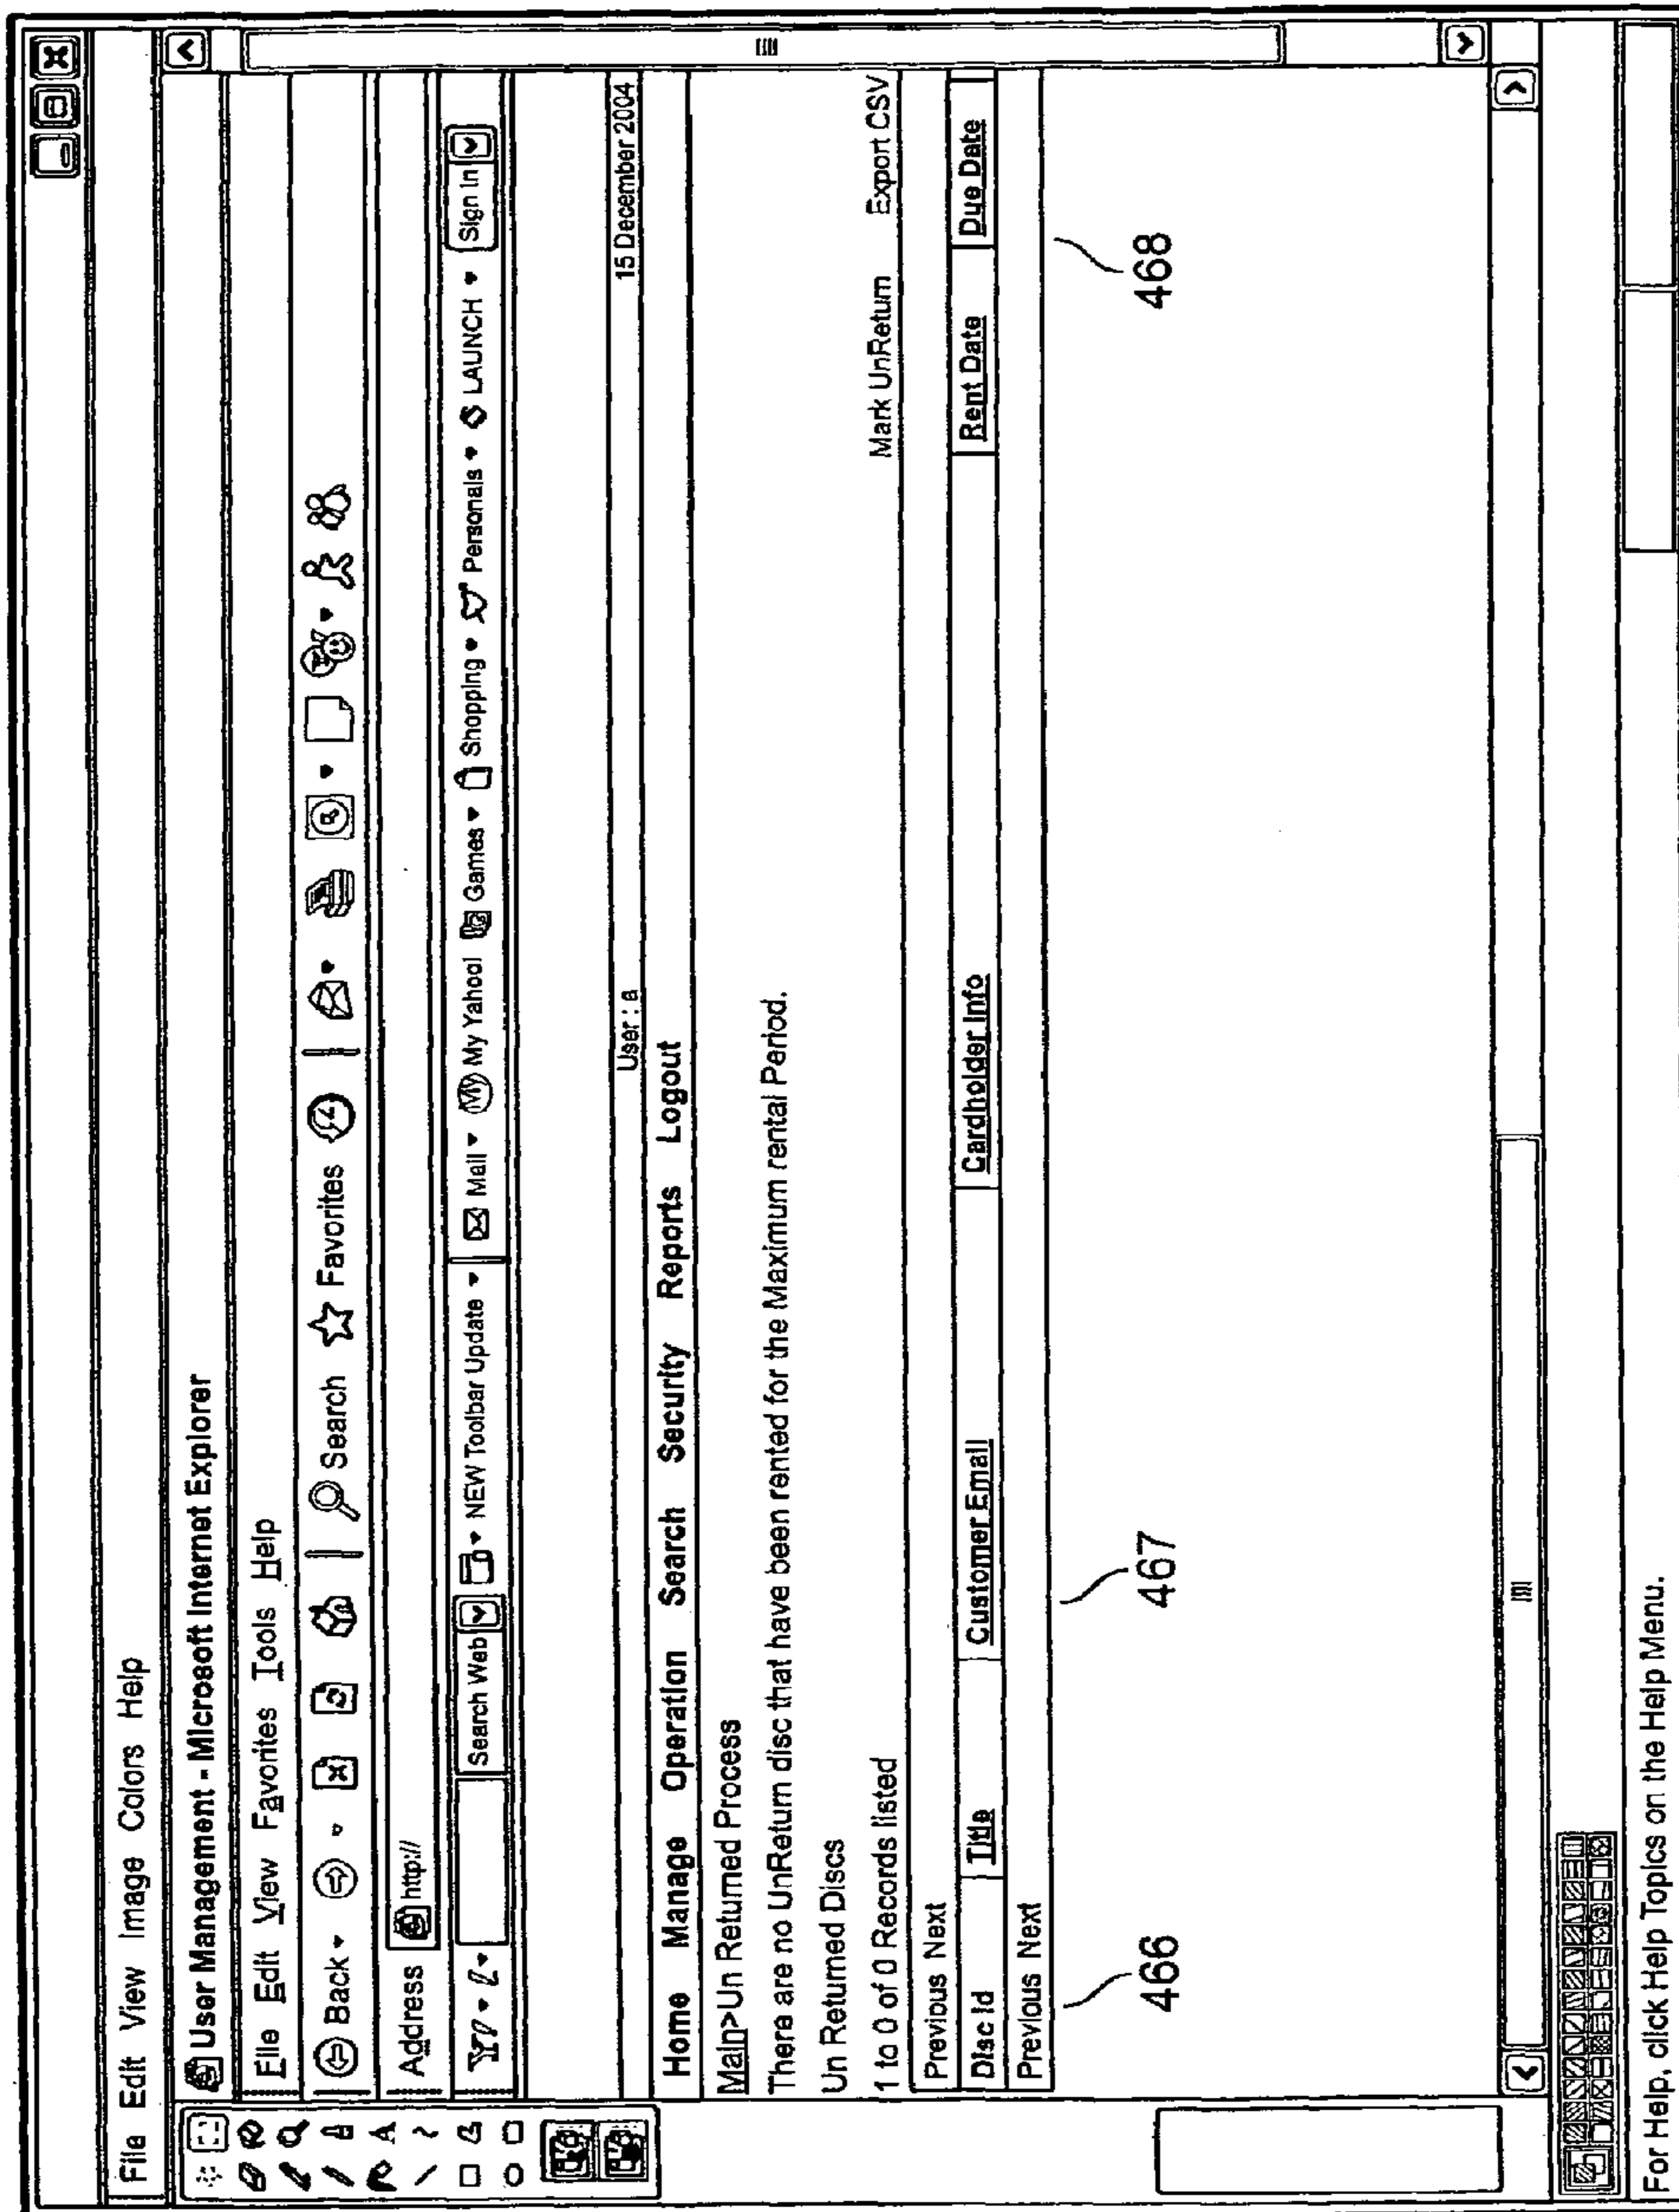 File Edit View Image Colors Help
User Management - Microsoft Internet Explorer
File Edit View Favorites Tools Help
Back Search Favorites
Address http://
Search Web NEW Toolbar Update Mail My Yahoo! Games Shopping Personals LAUNCH Sign In
User : a 15 December 2004
Home Manage Operation Search Security Reports Logout
Main>Un Returned Process
There are no UnReturn disc that have been rented for the Maximum rental Period.
Un Returned Discs
1 to 0 of 0 Records listed Mark UnReturn Export CSV
Previous Next
Disc Id Title Customer Email Cardholder Info Rent Date Due Date
Previous Next
466 467 468
For Help, click Help Topics on the Help Menu.